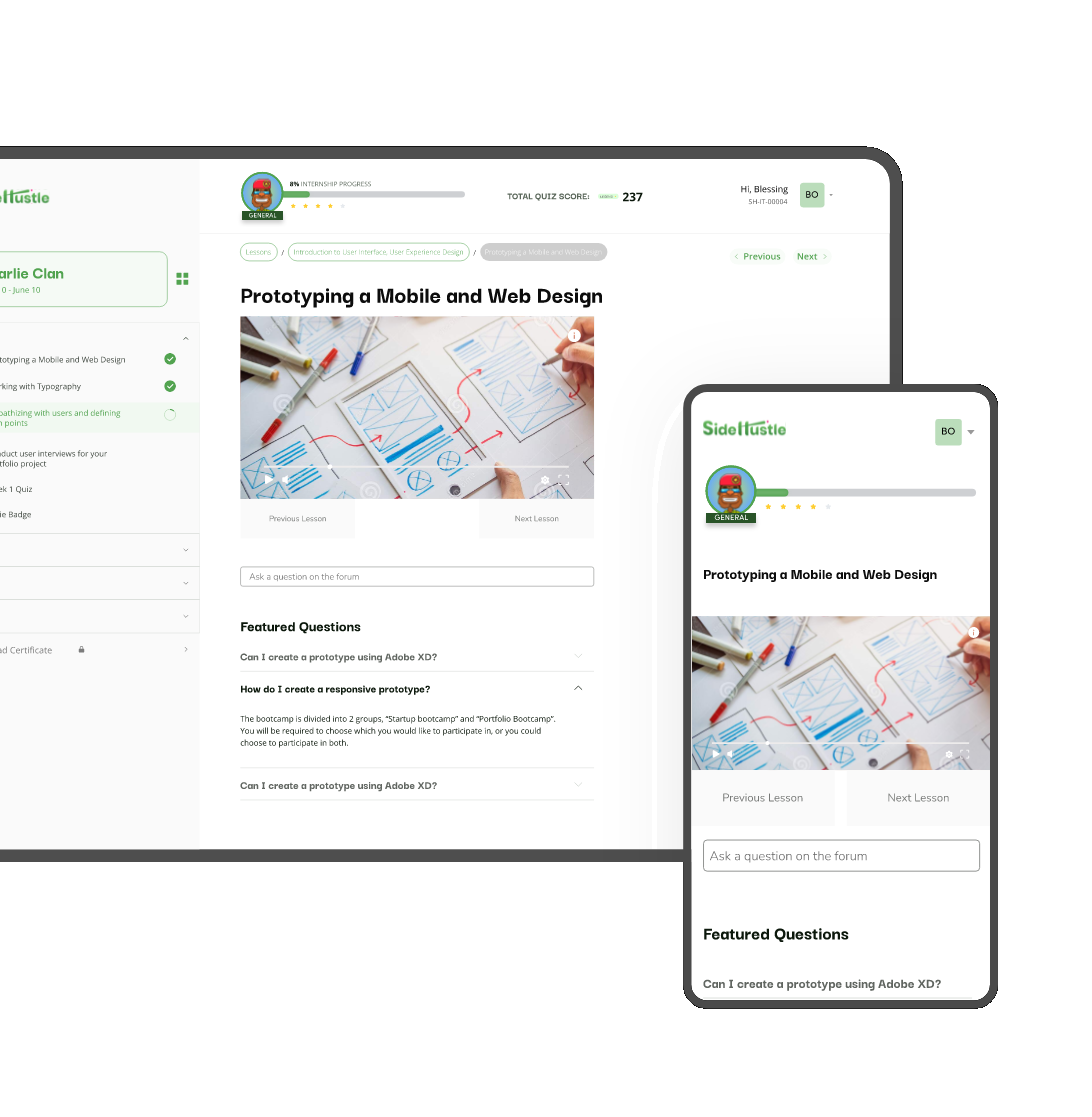 SideHustle
arlie Clan
0 - June 10
totyping a Mobile and Web Design
rking with Typography
pathizing with users and defining
n points
nduct user interviews for your
tfolio project
ek 1 Quiz
ie Badge
ad Certificate
GENERAL
8% INTERNSHIP PROGRESS
TOTAL QUIZ SCORE:
237
Hi, Blessing
SH-IT-00004
BO
Lessons / Introduction to User Interface, User Experience Design / Prototyping a Mobile and Web Design
Previous
Next
Prototyping a Mobile and Web Design
Previous Lesson
Next Lesson
Ask a question on the forum
Featured Questions
Can I create a prototype using Adobe XD?
How do I create a responsive prototype?
The bootcamp is divided into 2 groups, “Startup bootcamp” and “Portfolio Bootcamp”.
You will be required to choose which you would like to participate in, or you could
choose to participate in both.
Can I create a prototype using Adobe XD?
SideHustle
BO
GENERAL
Prototyping a Mobile and Web Design
Previous Lesson
Next Lesson
Ask a question on the forum
Featured Questions
Can I create a prototype using Adobe XD?